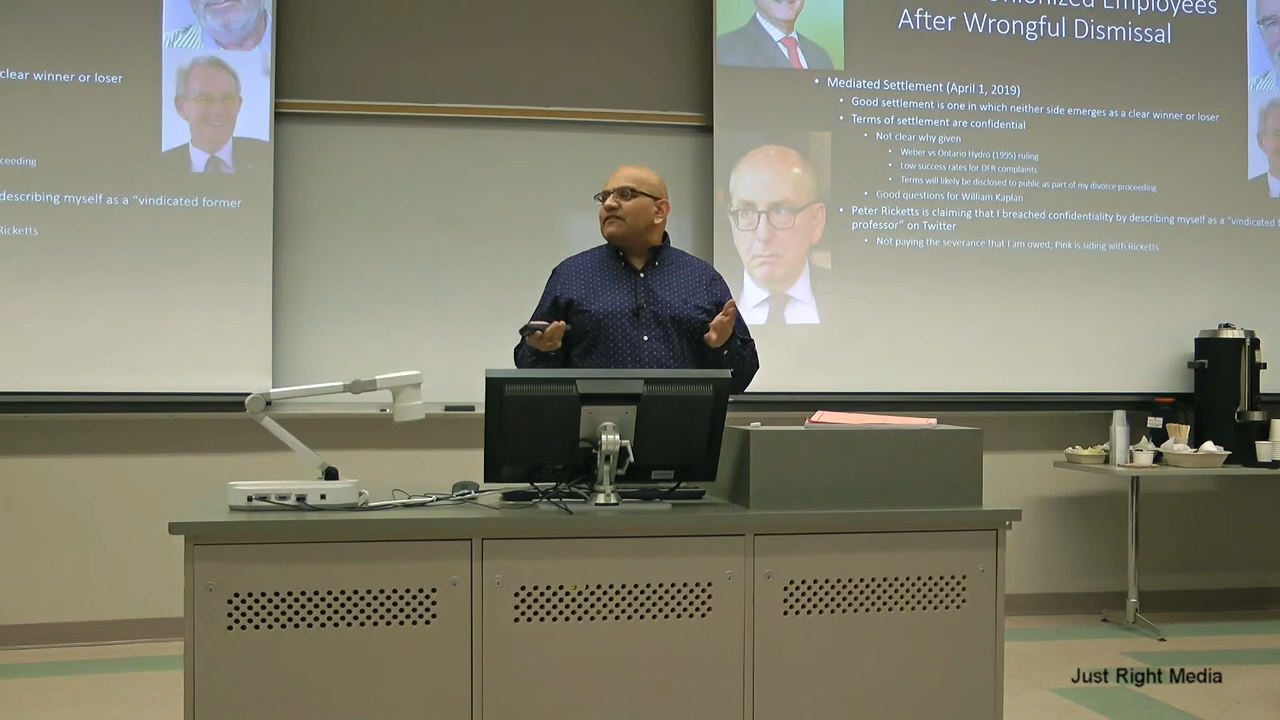 clear winner or loser
ceeding
describing myself as a "vindicated former
Ricketts
Employees
After Wrongful Dismissal
• Mediated Settlement (April 1, 2019)
• Good settlement is one in which neither side emerges as a clear winner or loser
• Terms of settlement are confidential
• Not clear why given
• Weber vs Ontario Hydro (1995) ruling
• Low success rates for DFR complaints
• Terms will likely be disclosed to public as part of my divorce proceeding
• Good questions for William Kaplan
• Peter Ricketts is claiming that I breached confidentiality by describing myself as a "vindicated
professor" on Twitter
• Not paying the severance that I am owed; Pink is siding with Ricketts
Just Right Media